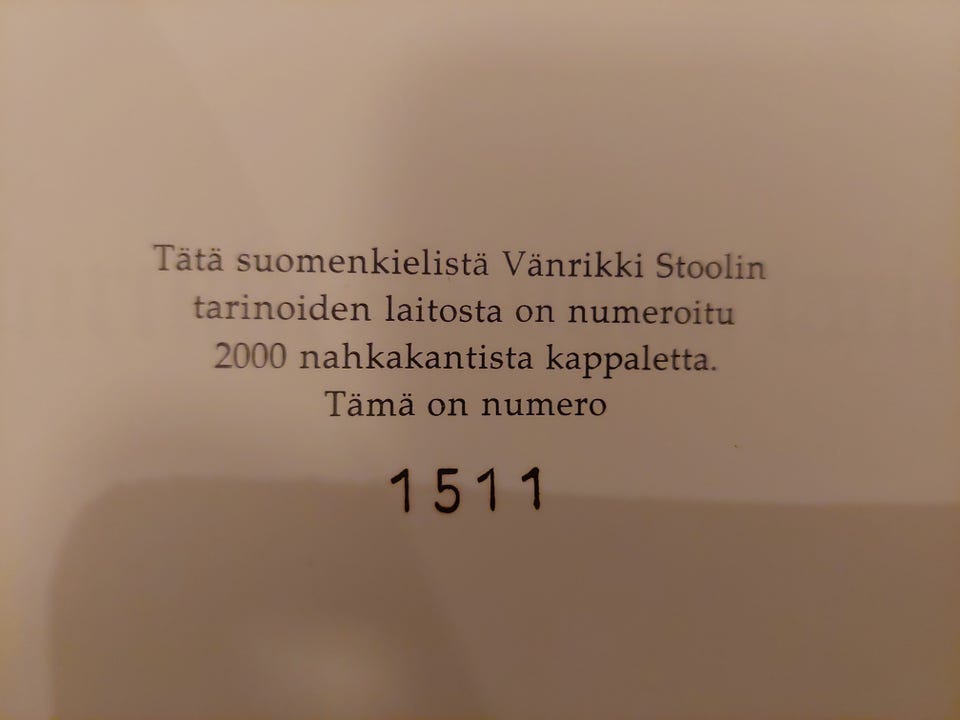 Tätä suomenkielistä Vänrikki Stoolin
tarinoiden laitosta on numeroitu
2000 nahkakantista kappaletta.
Tämä on numero
1511